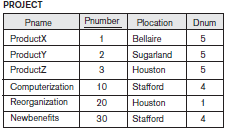 PROJECT
Pname Pnumber Plocation Dnum
ProductX 1 Bellaire 5
ProductY 2 Sugarland 5
ProductZ 3 Houston 5
Computerization 10 Stafford 4
Reorganization 20 Houston 1
Newbenefits 30 Stafford 4